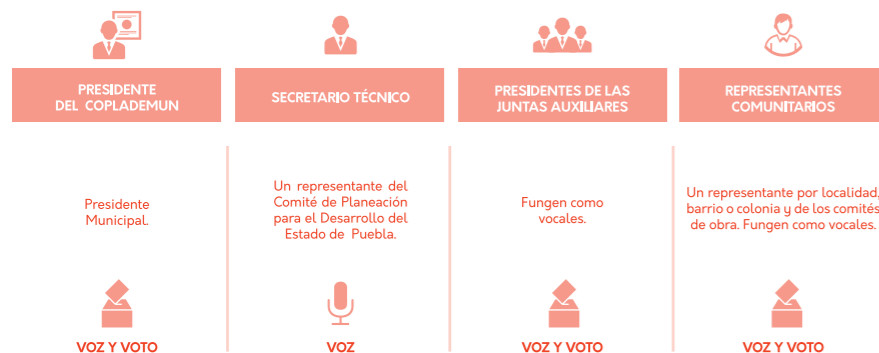 PRESIDENTE
DEL COPLADEMUN
SECRETARIO TÉCNICO
PRESIDENTES DE LAS
JUNTAS AUXILIARES
REPRESENTANTES
COMUNITARIOS
Presidente
Municipal.
Un representante del
Comité de Planeación
para el Desarrollo del
Estado de Puebla.
Fungen como
vocales.
Un representante por localidad,
barrio o colonia y de los comités
de obra. Fungen como vocales.
VOZ Y VOTO
VOZ
VOZ Y VOTO
VOZ Y VOTO